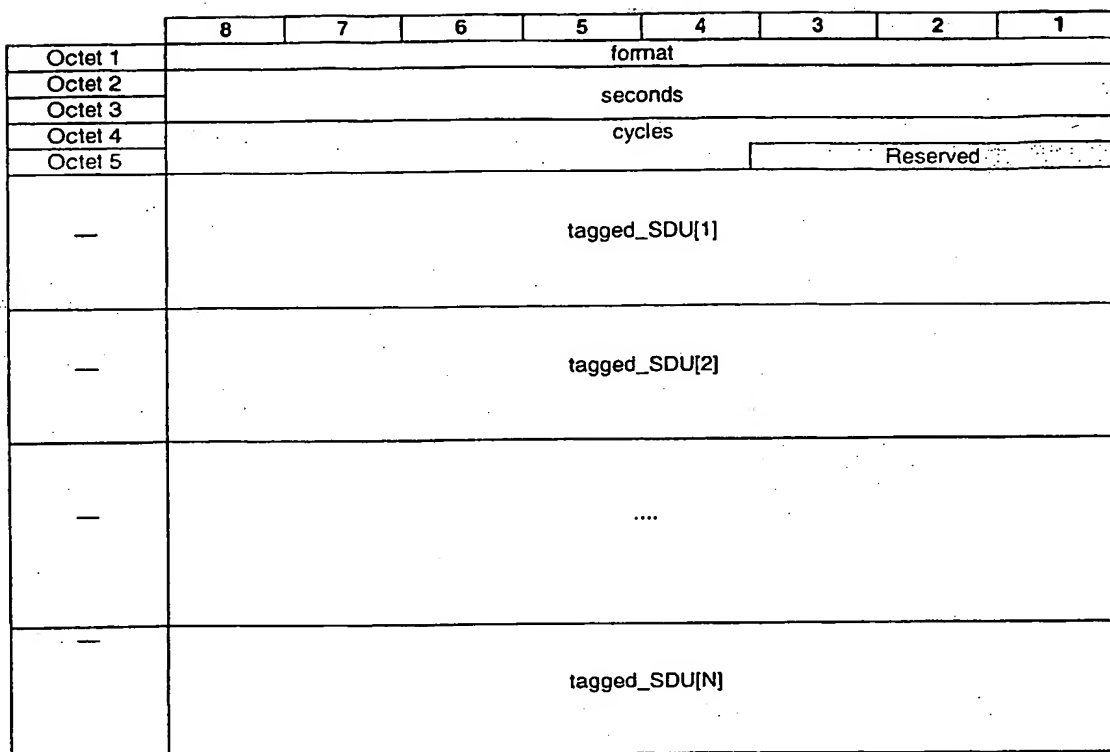 8 7 6 5 4 3 2 1
Octet 1 format
Octet 2
seconds
Octet 3
Octet 4 cycles
Octet 5 Reserved
— tagged_SDU[1]
— tagged_SDU[2]
— ....
—
tagged_SDU[N]